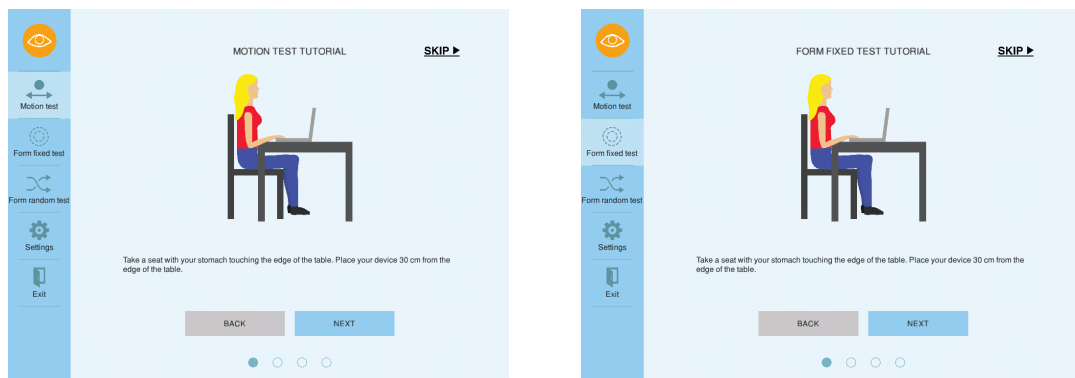 MOTION TEST TUTORIAL
SKIP
Motion test
Form fixed test
Form random test
Settings
Exit
Take a seat with your stomach touching the edge of the table. Place your device 30 cm from the
edge of the table.
BACK
NEXT
FORM FIXED TEST TUTORIAL
SKIP
Motion test
Form fixed test
Form random test
Settings
Exit
Take a seat with your stomach touching the edge of the table. Place your device 30 cm from the
edge of the table.
BACK
NEXT